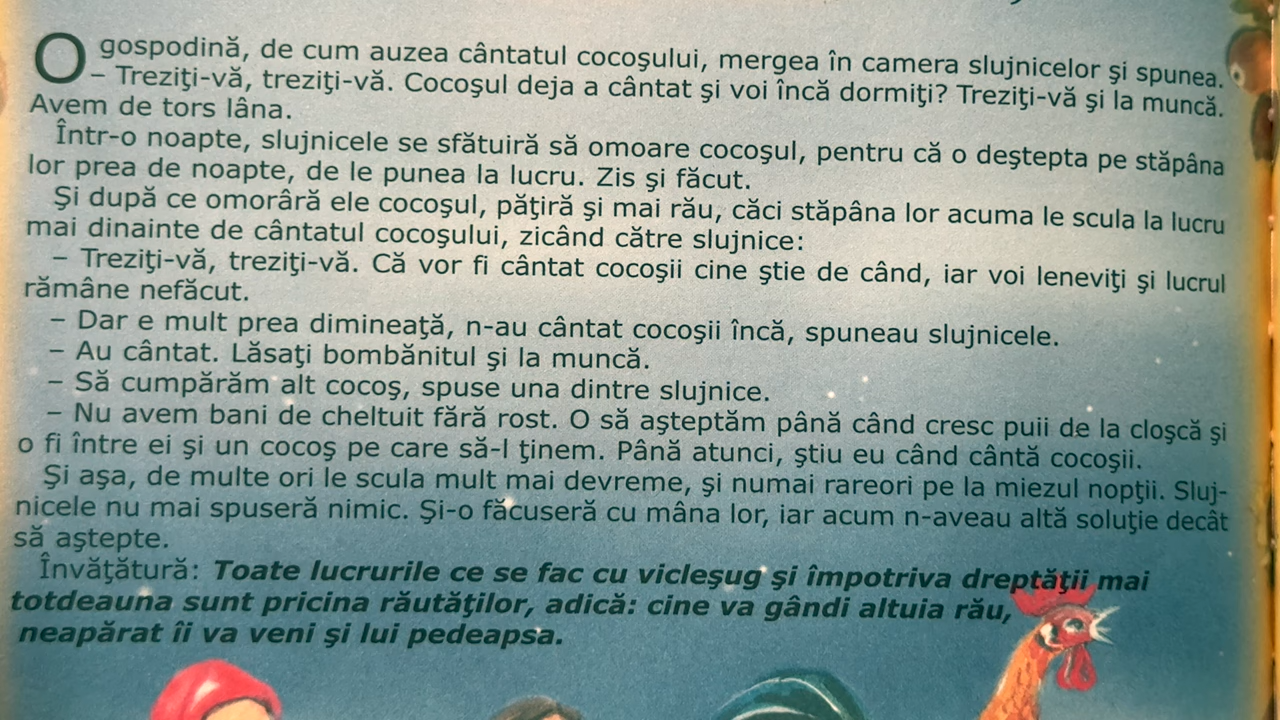 O gospodină, de cum auzea cântatul cocoşului, mergea în camera slujnicelor şi spunea.
– Treziţi-vă, treziţi-vă. Cocoşul deja a cântat şi voi încă dormiţi? Treziţi-vă şi la muncă.
Avem de tors lâna.
Într-o noapte, slujnicele se sfătuiră să omoare cocoşul, pentru că o deştepta pe stăpâna
lor prea de noapte, de le punea la lucru. Zis şi făcut.
Şi după ce omorâră ele cocoşul, păţiră şi mai rău, căci stăpâna lor acuma le scula la lucru
mai dinainte de cântatul cocoşului, zicând către slujnice:
– Treziţi-vă, treziţi-vă. Că vor fi cântat cocoşii cine ştie de când, iar voi leneviţi şi lucrul
rămâne nefăcut.
– Dar e mult prea dimineaţă, n-au cântat cocoşii încă, spuneau slujnicele.
– Au cântat. Lăsaţi bombănitul şi la muncă.
– Să cumpărăm alt cocoş, spuse una dintre slujnice.
– Nu avem bani de cheltuit fără rost. O să aşteptăm până când cresc puii de la cloşcă şi
o fi între ei şi un cocoş pe care să-l ţinem. Până atunci, ştiu eu când cântă cocoşii.
Şi aşa, de multe ori le scula mult mai devreme, şi numai rareori pe la miezul nopţii. Sluj-
nicele nu mai spuseră nimic. Şi-o făcuseră cu mâna lor, iar acum n-aveau altă soluţie decât
să aştepte.
Învăţătură: Toate lucrurile ce se fac cu vicleşug şi împotriva dreptăţii mai
totdeauna sunt pricina răutăţilor, adică: cine va gândi altuia rău,
neapărat îi va veni şi lui pedeapsa.